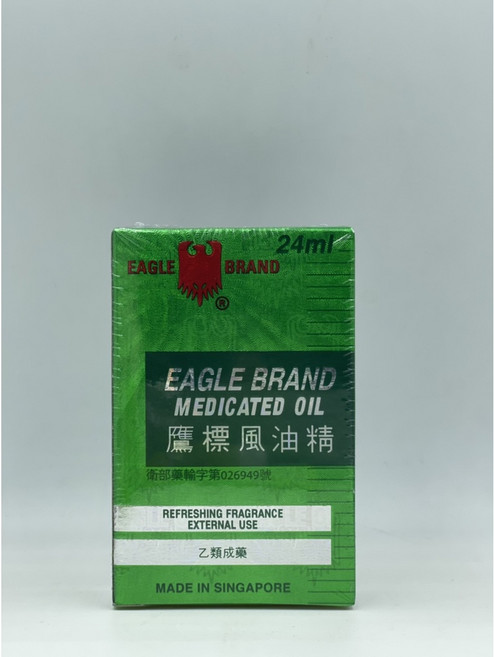 24ml
EAGLE BRAND
®
EAGLE BRAND
MEDICATED OIL
鷹標風油精
衛部藥輸字第026949號
REFRESHING FRAGRANCE
EXTERNAL USE
乙類成藥
MADE IN SINGAPORE